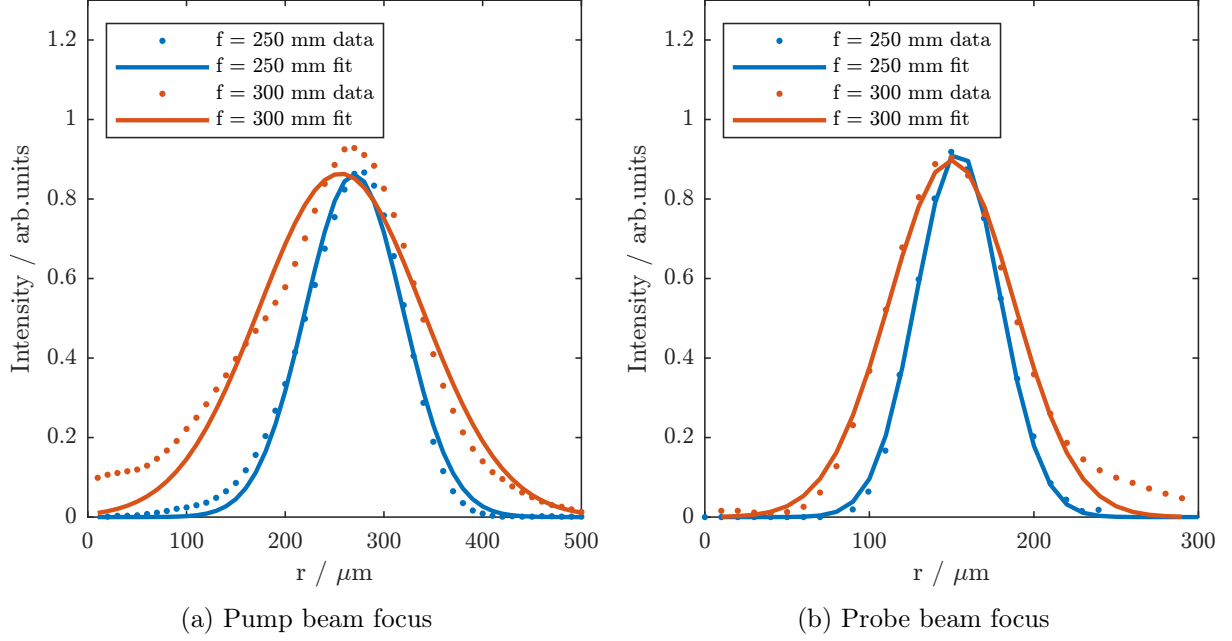 f = 250 mm data
f = 250 mm fit
f = 300 mm data
f = 300 mm fit
1.2
1
0.8
0.6
0.4
0.2
0
Intensity / arb.units
0 100 200 300 400 500
r / μm
(a) Pump beam focus
f = 250 mm data
f = 250 mm fit
f = 300 mm data
f = 300 mm fit
1.2
1
0.8
0.6
0.4
0.2
0
Intensity / arb.units
0 100 200 300
r / μm
(b) Probe beam focus